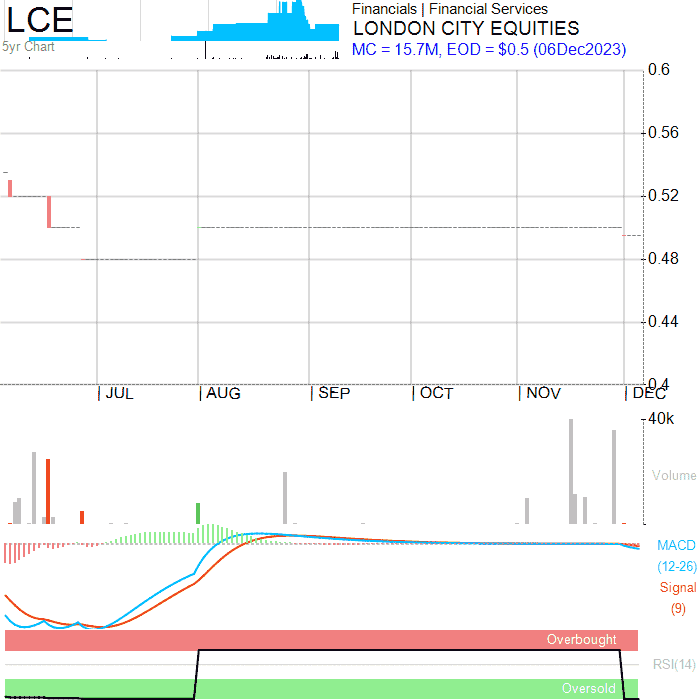 LCE
5yr Chart
Financials | Financial Services
LONDON CITY EQUITIES
MC = 15.7M, EOD = $0.5 (06Dec2023)
0.6
0.56
0.52
0.48
0.44
0.4
| JUL | AUG | SEP | OCT | NOV | DEC
40k
Volume
MACD
(12-26)
Signal
(9)
Overbought
RSI(14)
Oversold